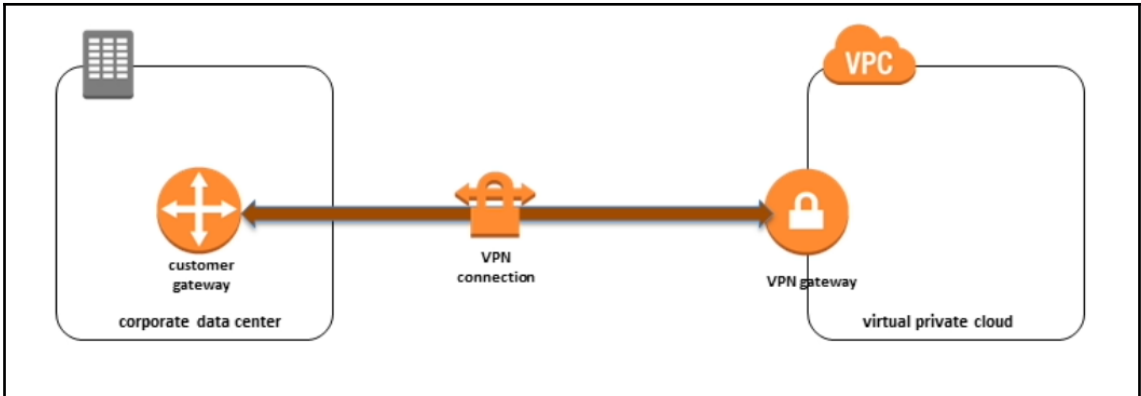 VPC
customer
gateway
VPN
connection
VPN gateway
corporate data center
virtual private cloud